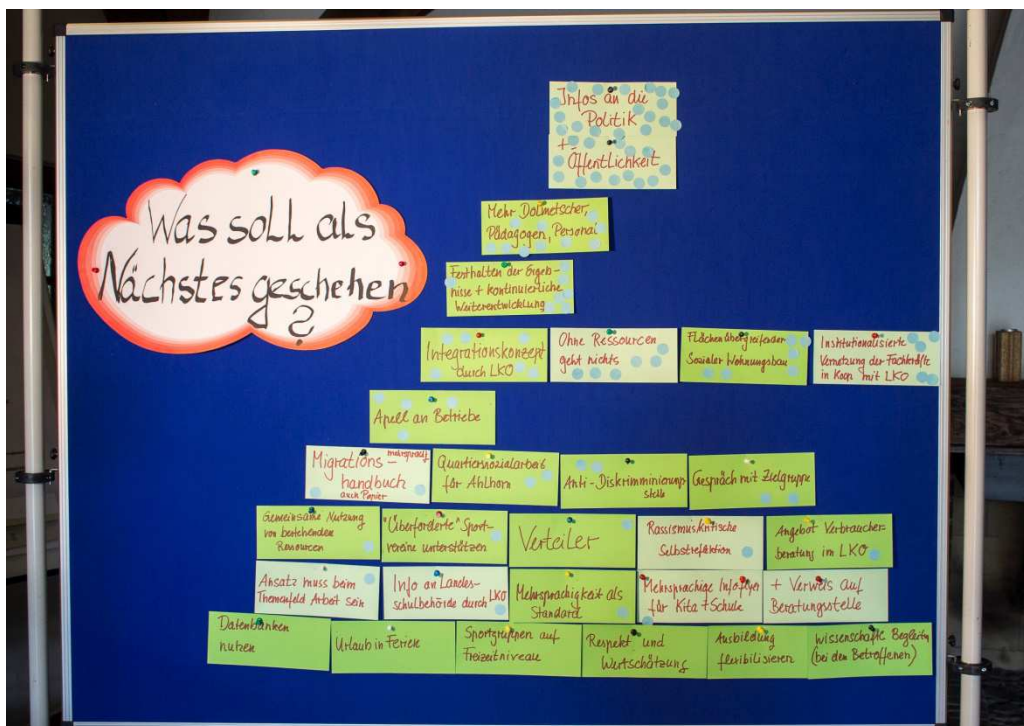 Was soll als
Nächstes geschehen
?
Infos an die
Politik
+
Öffentlichkeit
Mehr Dolmetscher,
Pädagogen, Personal
Festhalten der Ergeb-
nisse + kontinuierliche
Weiterentwicklung
Integrationskonzept
durch LKO
Ohne Ressourcen
geht nichts
Flächenübergreifender
Sozialer Wohnungsbau
Institutionalisierte
Vernetzung der Fachkräfte
in Koop mit LKO
Apell an Betriebe
Migrations- mehrsprachig
handbuch
auch Papier
Quartierssozialarbeit
für Ahlhorn
Anti-Diskrimminierung
stelle
Gespräch mit Zielgruppe
Gemeinsame Nutzung
von bestehenden
Resourcen
"Überforderte" Sport-
vereine unterstützen
Verteiler
Rassismuskritische
Selbstreflektion
Angebot Verbraucher-
beratung im LKO
Ansatz muss beim
Themenfeld Arbeit sein
Info an Landes-
schulbehörde durch LKO
Mehrsprachigkeit als
Standard
Mehrsprachige Infoflyer
für Kita + Schule
+ Verweis auf
Beratungsstelle
Datenbanken
nutzen
Urlaub in Ferien
Sportgruppen auf
Freizeitniveau
Respekt und
Wertschätzung
Ausbildung
flexibilisieren
(bei den Betroffenen)